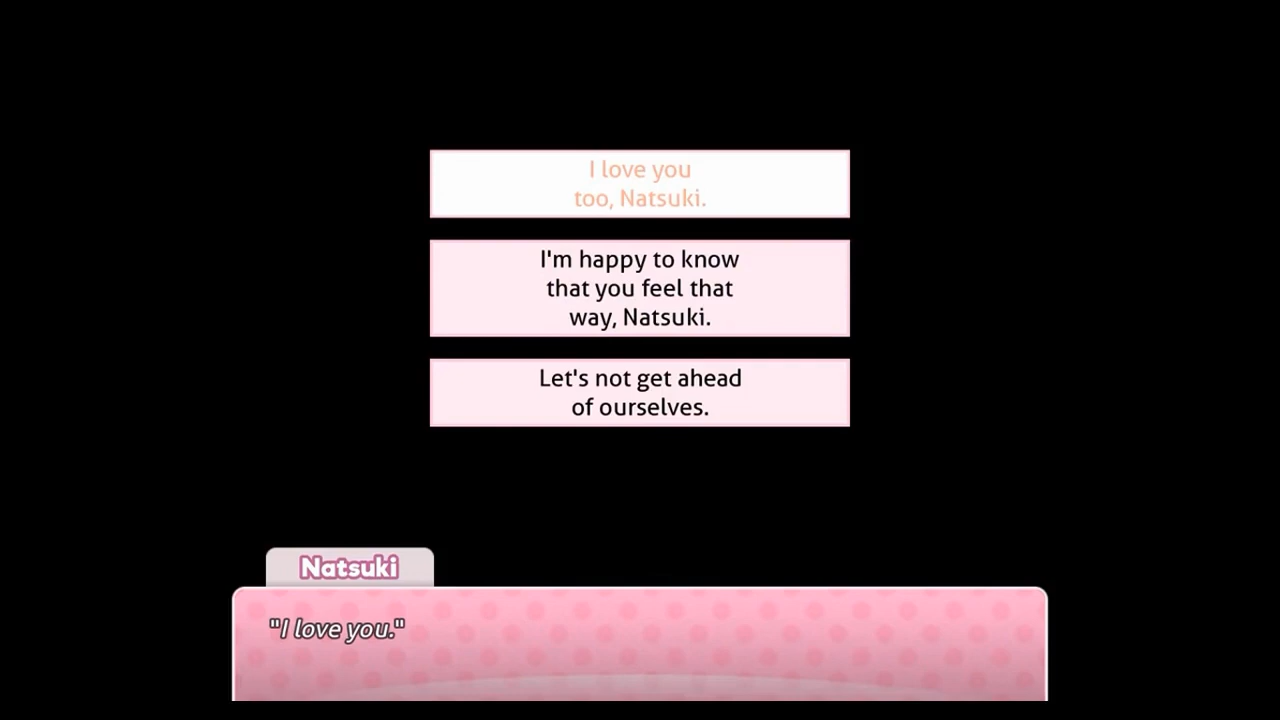 I love you
too, Natsuki.
I'm happy to know
that you feel that
way, Natsuki.
Let's not get ahead
of ourselves.
Natsuki
"I love you."